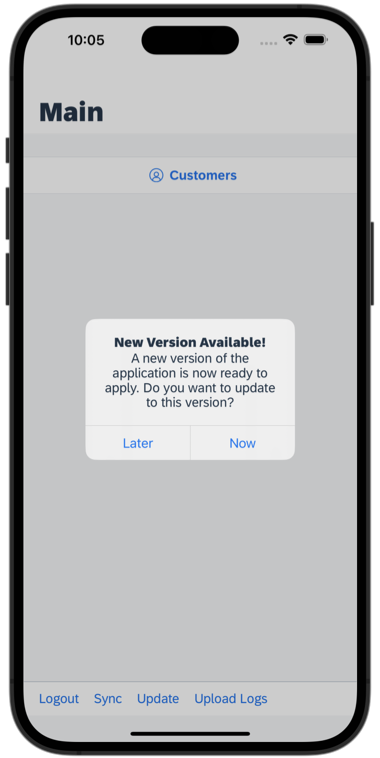 10:05
Main
Customers
New Version Available!
A new version of the
application is now ready to
apply. Do you want to update
to this version?
Later Now
Logout Sync Update Upload Logs